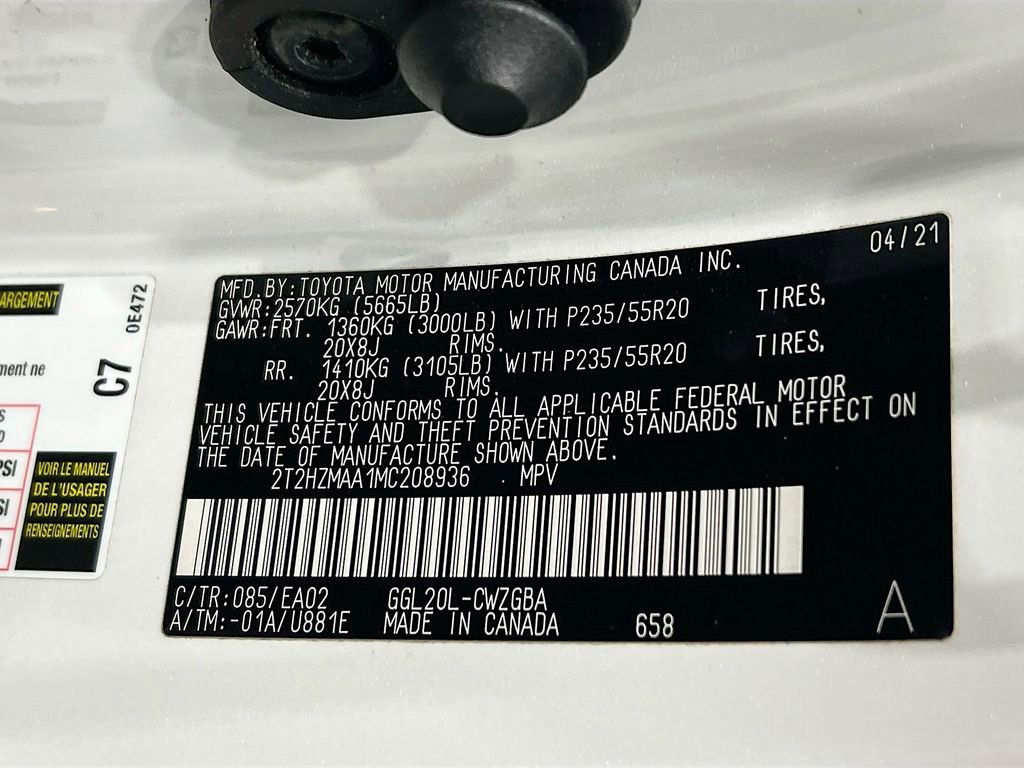 04/21
MFD.BY:TOYOTA MOTOR MANUFACTURING CANADA INC.
GVWR:2570KG (5665LB)
GAWR:FRT. 1360KG (3000LB) WITH P235/55R20 TIRES,
20X8J RIMS.
RR. 1410KG (3105LB) WITH P235/55R20 TIRES,
20X8J RIMS.
THIS VEHICLE CONFORMS TO ALL APPLICABLE FEDERAL MOTOR
VEHICLE SAFETY AND THEFT PREVENTION STANDARDS IN EFFECT ON
THE DATE OF MANUFACTURE SHOWN ABOVE.
2T2HZMAA1MC208936 MPV
C/TR:085/EA02 GGL20L-CWZGBA
A/TM:-01A/U881E MADE IN CANADA 658
A
ARGEMENT
0E472
ment ne
C7
PSI
SI
VOIR LE MANUEL
DE L'USAGER
POUR PLUS DE
RENSEIGNEMENTS